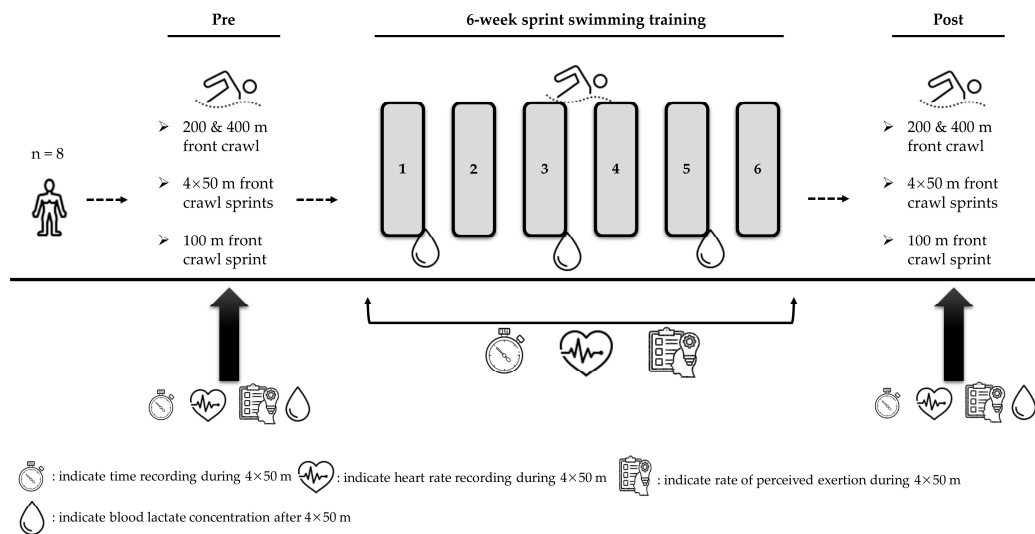 Pre
6-week sprint swimming training
Post
n = 8
➢ 200 & 400 m
front crawl
➢ 4×50 m front
crawl sprints
➢ 100 m front
crawl sprint
1
2
3
4
5
6
➢ 200 & 400 m
front crawl
➢ 4×50 m front
crawl sprints
➢ 100 m front
crawl sprint
: indicate time recording during 4×50 m
: indicate heart rate recording during 4×50 m
: indicate rate of perceived exertion during 4×50 m
: indicate blood lactate concentration after 4×50 m